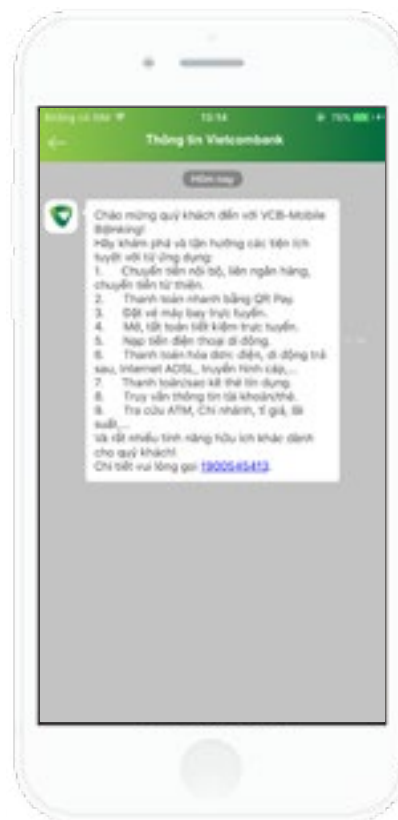 Không có SIM 13:14 75%
Thông tin Vietcombank
Hôm nay
Chào mừng quý khách đến với VCB-Mobile
B@nking!
Hãy khám phá và tận hưởng các tiện ích
tuyệt vời từ ứng dụng:
1. Chuyển tiền nội bộ, liên ngân hàng,
chuyển tiền từ thiện.
2. Thanh toán nhanh bằng QR Pay
3. Đặt vé máy bay trực tuyến.
4. Mở, tất toán tiết kiệm trực tuyến.
5. Nạp tiền điện thoại di động.
6. Thanh toán hóa đơn: điện, di động trả
sau, Internet ADSL, truyền hình cáp,...
7. Thanh toán/sao kê thẻ tín dụng.
8. Truy vấn thông tin tài khoản/thẻ.
9. Tra cứu ATM, Chi nhánh, tỉ giá, lãi
suất,...
Và rất nhiều tính năng hữu ích khác dành
cho quý khách!
Chi tiết vui lòng gọi 1900545413.